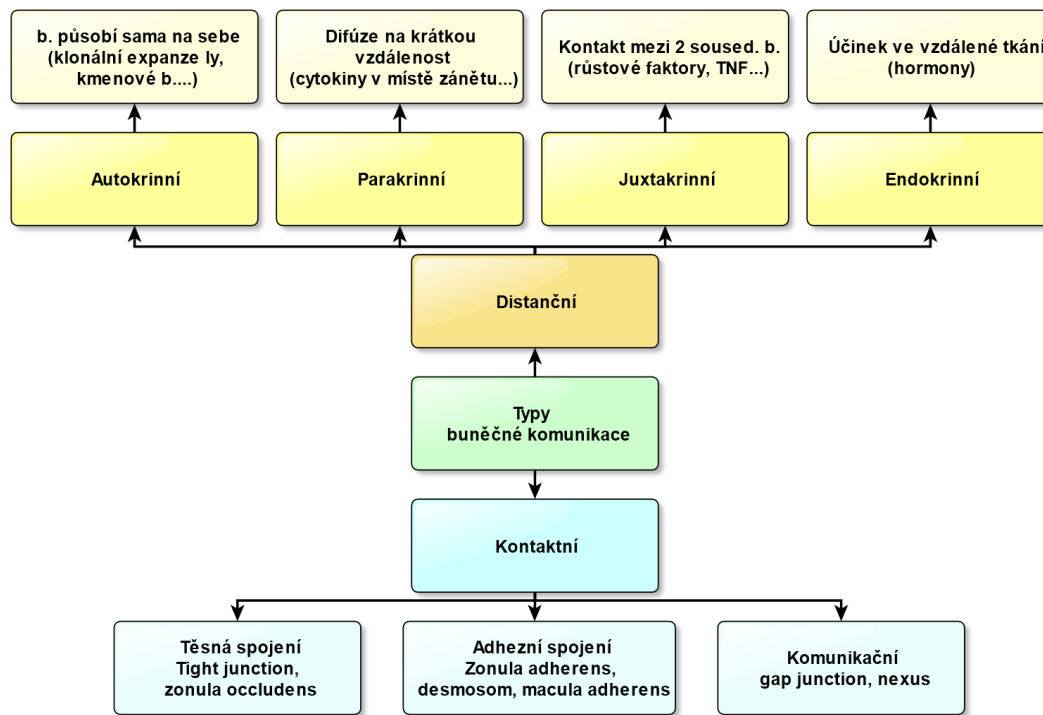 b. působí sama na sebe
(klonální expanze ly,
kmenové b....)
Difúze na krátkou
vzdálenost
(cytokiny v místě zánětu...)
Kontakt mezi 2 soused. b.
(růstové faktory, TNF...)
Účinek ve vzdálené tkáni
(hormony)
Autokrinní
Parakrinní
Juxtakrinní
Endokrinní
Distanční
Typy
buněčné komunikace
Kontaktní
Těsná spojení
Tight junction,
zonula occludens
Adhezní spojení
Zonula adherens,
desmosom, macula adherens
Komunikační
gap junction, nexus